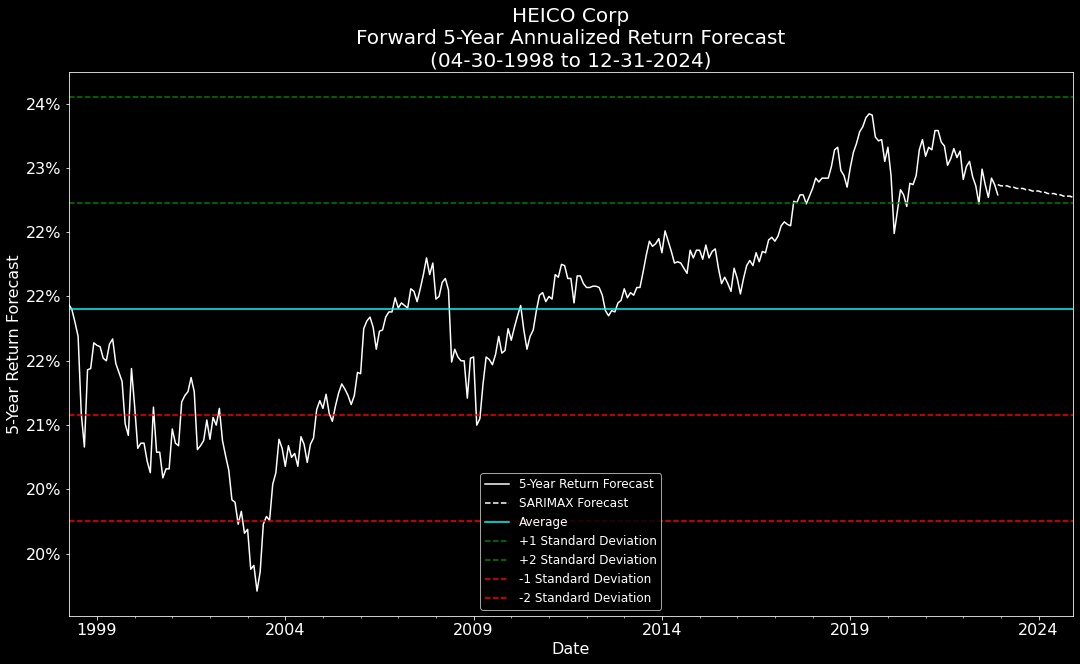 HEICO Corp
Forward 5-Year Annualized Return Forecast
(04-30-1998 to 12-31-2024)
24%
23%
22%
22%
22%
21%
20%
20%
5-Year Return Forecast
5-Year Return Forecast
SARIMAX Forecast
Average
+1 Standard Deviation
+2 Standard Deviation
-1 Standard Deviation
-2 Standard Deviation
1999 2004 2009 2014 2019 2024
Date